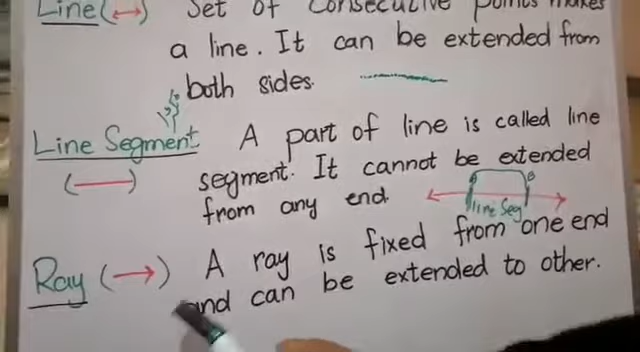 Line (↔) Set of Consecutive points makes
a line. It can be extended from
both sides.
Line Segment A part of line is called line
(—) segment. It cannot be extended
from any end.
A B
line Seg
Ray (→) A ray is fixed from one end
and can be extended to other.